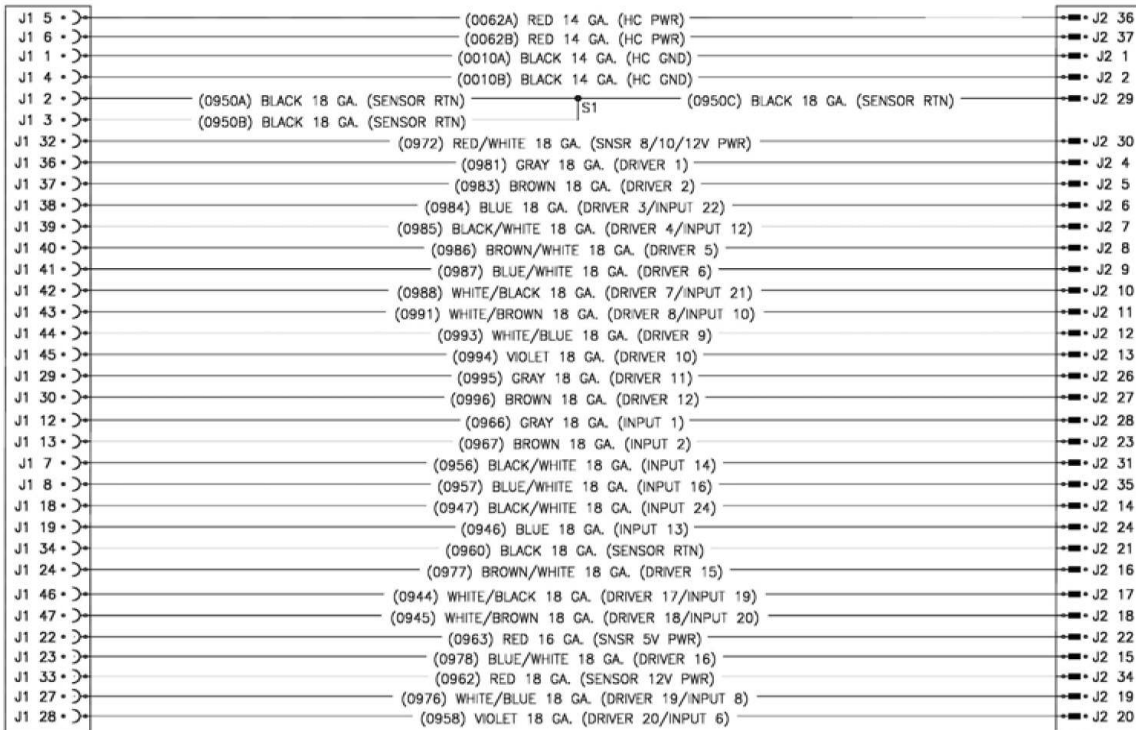 J1 5 (0062A) RED 14 GA. (HC PWR) J2 36
J1 6 (0062B) RED 14 GA. (HC PWR) J2 37
J1 1 (0010A) BLACK 14 GA. (HC GND) J2 1
J1 4 (0010B) BLACK 14 GA. (HC GND) J2 2
J1 2 (0950A) BLACK 18 GA. (SENSOR RTN) S1 (0950C) BLACK 18 GA. (SENSOR RTN) J2 29
J1 3 (0950B) BLACK 18 GA. (SENSOR RTN)
J1 32 (0972) RED/WHITE 18 GA. (SNSR 8/10/12V PWR) J2 30
J1 36 (0981) GRAY 18 GA. (DRIVER 1) J2 4
J1 37 (0983) BROWN 18 GA. (DRIVER 2) J2 5
J1 38 (0984) BLUE 18 GA. (DRIVER 3/INPUT 22) J2 6
J1 39 (0985) BLACK/WHITE 18 GA. (DRIVER 4/INPUT 12) J2 7
J1 40 (0986) BROWN/WHITE 18 GA. (DRIVER 5) J2 8
J1 41 (0987) BLUE/WHITE 18 GA. (DRIVER 6) J2 9
J1 42 (0988) WHITE/BLACK 18 GA. (DRIVER 7/INPUT 21) J2 10
J1 43 (0991) WHITE/BROWN 18 GA. (DRIVER 8/INPUT 10) J2 11
J1 44 (0993) WHITE/BLUE 18 GA. (DRIVER 9) J2 12
J1 45 (0994) VIOLET 18 GA. (DRIVER 10) J2 13
J1 29 (0995) GRAY 18 GA. (DRIVER 11) J2 26
J1 30 (0996) BROWN 18 GA. (DRIVER 12) J2 27
J1 12 (0966) GRAY 18 GA. (INPUT 1) J2 28
J1 13 (0967) BROWN 18 GA. (INPUT 2) J2 23
J1 7 (0956) BLACK/WHITE 18 GA. (INPUT 14) J2 31
J1 8 (0957) BLUE/WHITE 18 GA. (INPUT 16) J2 35
J1 18 (0947) BLACK/WHITE 18 GA. (INPUT 24) J2 14
J1 19 (0946) BLUE 18 GA. (INPUT 13) J2 24
J1 34 (0960) BLACK 18 GA. (SENSOR RTN) J2 21
J1 24 (0977) BROWN/WHITE 18 GA. (DRIVER 15) J2 16
J1 46 (0944) WHITE/BLACK 18 GA. (DRIVER 17/INPUT 19) J2 17
J1 47 (0945) WHITE/BROWN 18 GA. (DRIVER 18/INPUT 20) J2 18
J1 22 (0963) RED 16 GA. (SNSR 5V PWR) J2 22
J1 23 (0978) BLUE/WHITE 18 GA. (DRIVER 16) J2 15
J1 33 (0962) RED 18 GA. (SENSOR 12V PWR) J2 34
J1 27 (0976) WHITE/BLUE 18 GA. (DRIVER 19/INPUT 8) J2 19
J1 28 (0958) VIOLET 18 GA. (DRIVER 20/INPUT 6) J2 20